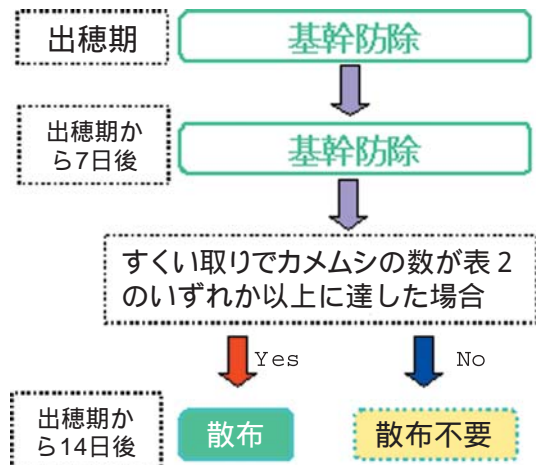 出穂期
基幹防除
出穂期か
ら7日後
基幹防除
すくい取りでカメムシの数が表2
のいずれか以上に達した場合
Yes
No
出穂期か
ら14日後
散布
散布不要